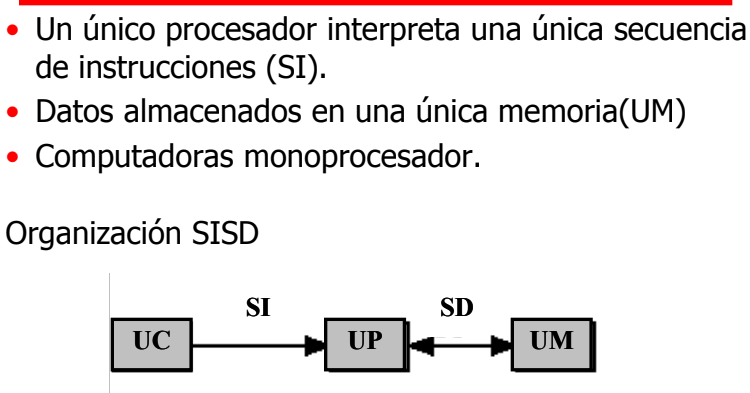 • Un único procesador interpreta una única secuencia
de instrucciones (SI).
• Datos almacenados en una única memoria(UM)
• Computadoras monoprocesador.
Organización SISD
SI SD
UC UP UM